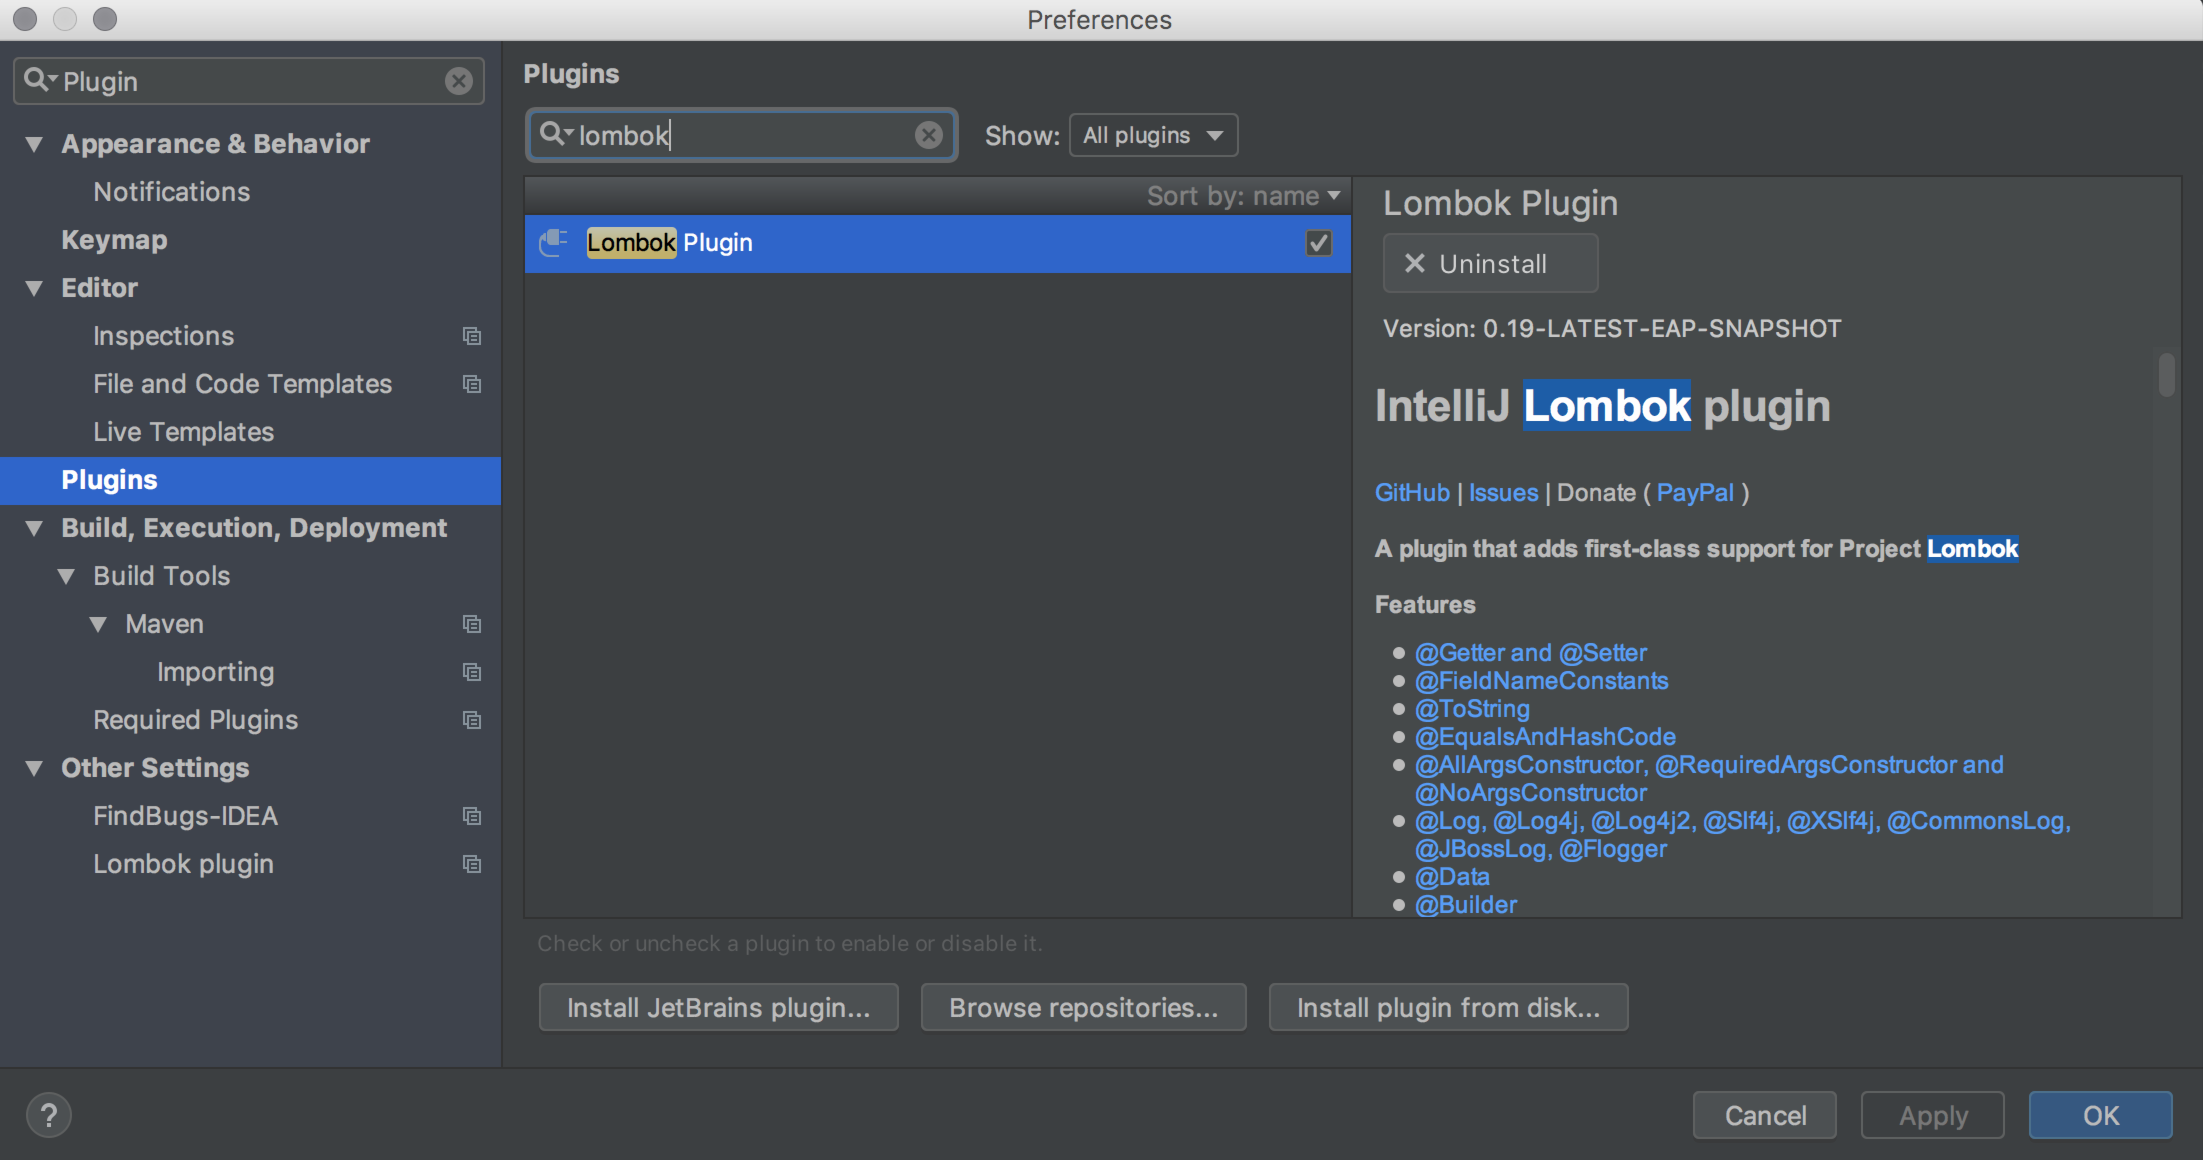 Preferences
Plugin
Appearance & Behavior
Notifications
Keymap
Editor
Inspections
File and Code Templates
Live Templates
Plugins
Build, Execution, Deployment
Build Tools
Maven
Importing
Required Plugins
Other Settings
FindBugs-IDEA
Lombok plugin
Plugins
lombok
Show: All plugins
Sort by: name
Lombok Plugin
Lombok Plugin
Uninstall
Version: 0.19-LATEST-EAP-SNAPSHOT
IntelliJ Lombok plugin
GitHub | Issues | Donate ( PayPal )
A plugin that adds first-class support for Project Lombok
Features
@Getter and @Setter
@FieldNameConstants
@ToString
@EqualsAndHashCode
@AllArgsConstructor, @RequiredArgsConstructor and
@NoArgsConstructor
@Log, @Log4j, @Log4j2, @Slf4j, @XSlf4j, @CommonsLog,
@JBossLog, @Flogger
@Data
@Builder
Check or uncheck a plugin to enable or disable it.
Install JetBrains plugin...
Browse repositories...
Install plugin from disk...
?
Cancel
Apply
OK